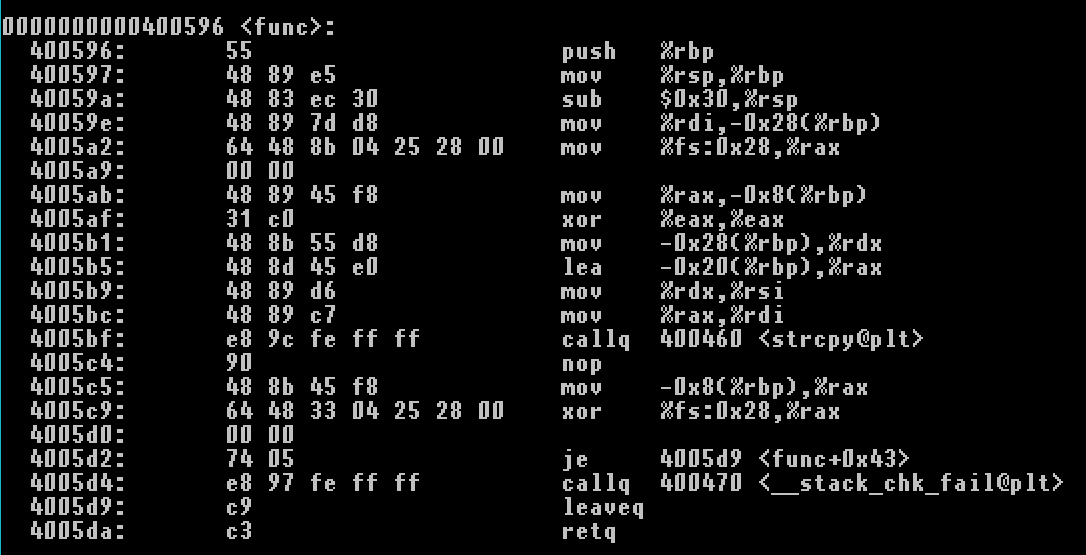 0000000000400596 <func>:
400596: 55 push %rbp
400597: 48 89 e5 mov %rsp,%rbp
40059a: 48 83 ec 30 sub $0x30,%rsp
40059e: 48 89 7d d8 mov %rdi,-0x28(%rbp)
4005a2: 64 48 8b 04 25 28 00 mov %fs:0x28,%rax
4005a9: 00 00
4005ab: 48 89 45 f8 mov %rax,-0x8(%rbp)
4005af: 31 c0 xor %eax,%eax
4005b1: 48 8b 55 d8 mov -0x28(%rbp),%rdx
4005b5: 48 8d 45 e0 lea -0x20(%rbp),%rax
4005b9: 48 89 d6 mov %rdx,%rsi
4005bc: 48 89 c7 mov %rax,%rdi
4005bf: e8 9c fe ff ff callq 400460 <strcpy@plt>
4005c4: 90 nop
4005c5: 48 8b 45 f8 mov -0x8(%rbp),%rax
4005c9: 64 48 33 04 25 28 00 xor %fs:0x28,%rax
4005d0: 00 00
4005d2: 74 05 je 4005d9 <func+0x43>
4005d4: e8 97 fe ff ff callq 400470 <__stack_chk_fail@plt>
4005d9: c9 leaveq
4005da: c3 retq